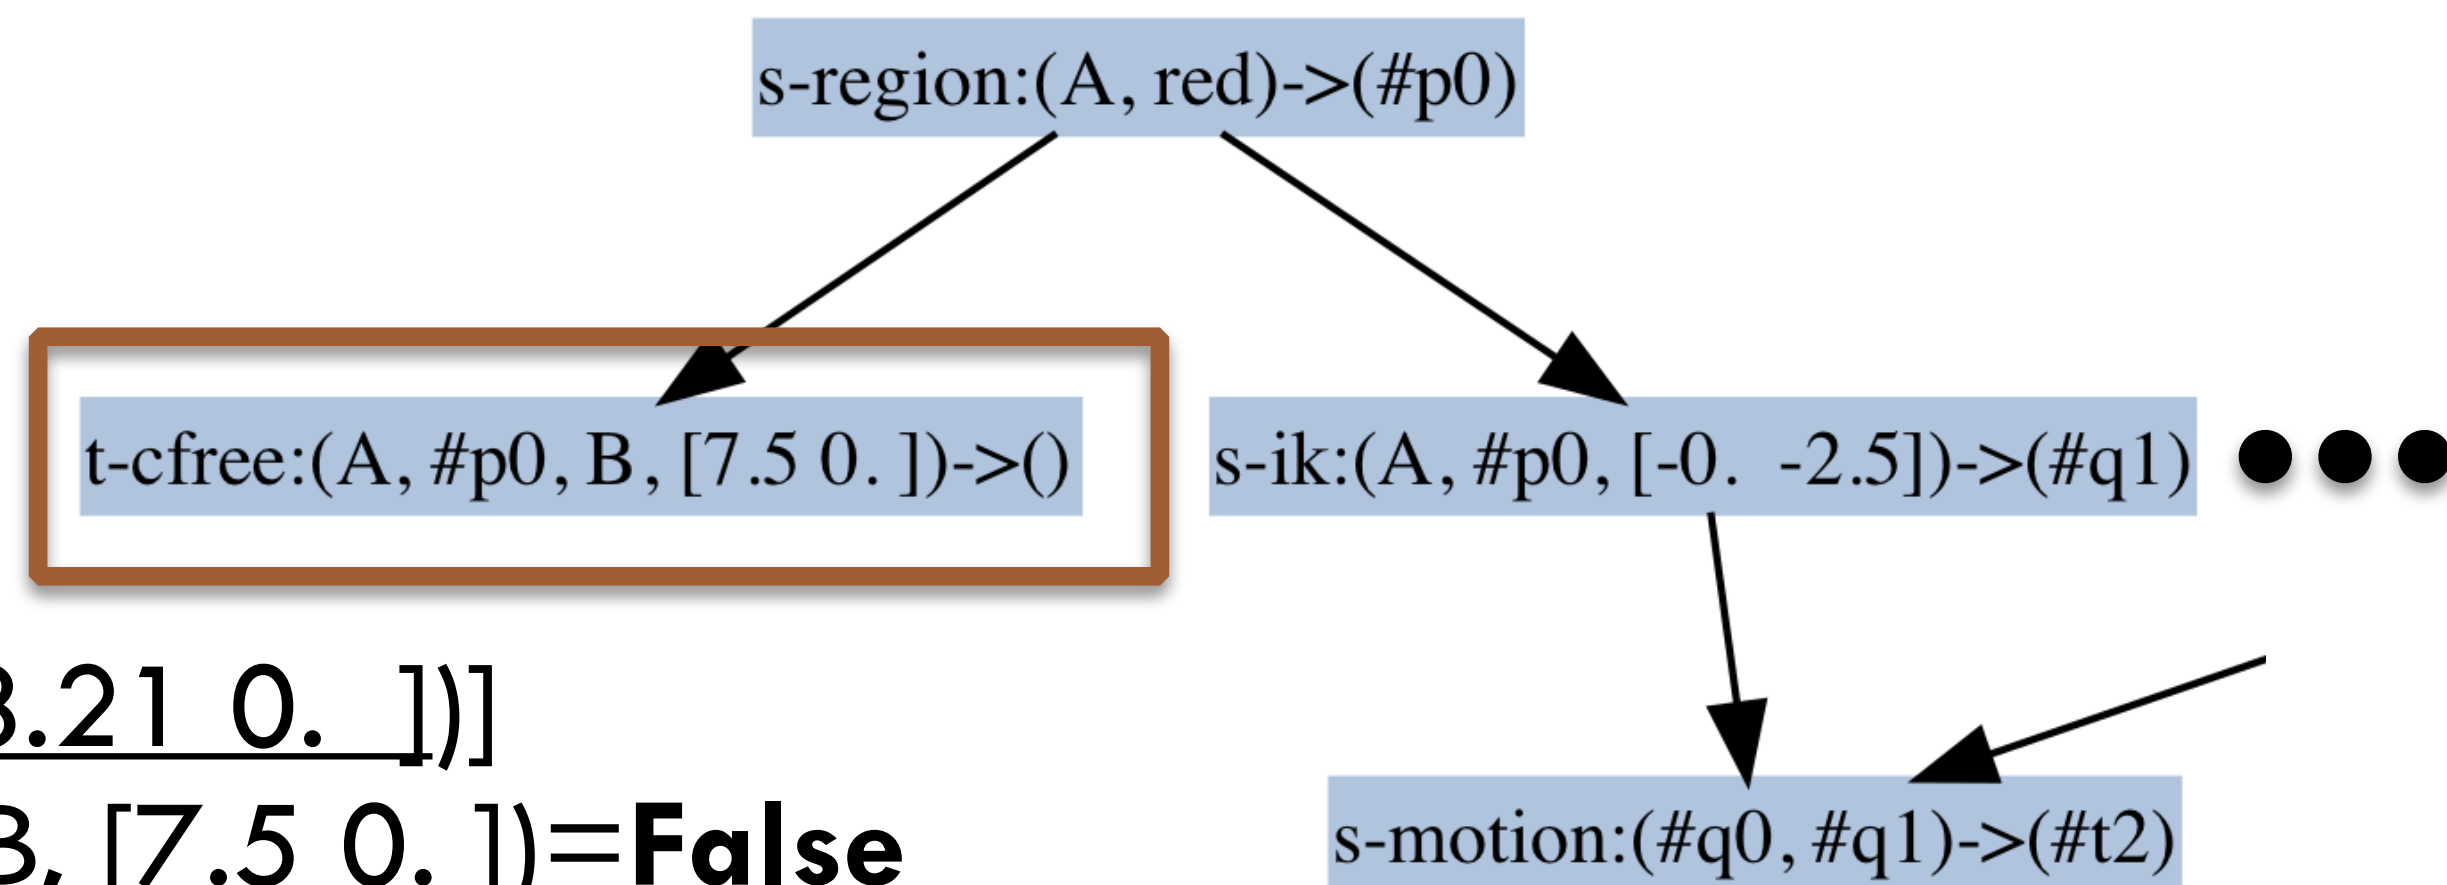 s-region:(A, red)->(#p0)
t-cfree:(A, #p0, B, [7.5 0. ])->()
s-ik:(A, #p0, [-0.  -2.5])->(#q1)
.21 0.  ])]
B, [7.5 0. ])=False
s-motion:(#q0, #q1)->(#t2)